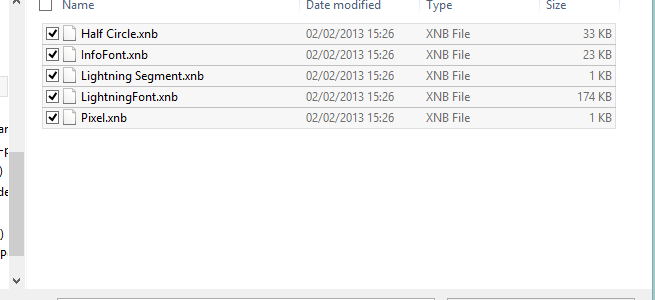 Name Date modified Type Size
Half Circle.xnb 02/02/2013 15:26 XNB File 33 KB
InfoFont.xnb 02/02/2013 15:26 XNB File 23 KB
Lightning Segment.xnb 02/02/2013 15:26 XNB File 1 KB
LightningFont.xnb 02/02/2013 15:26 XNB File 174 KB
Pixel.xnb 02/02/2013 15:26 XNB File 1 KB